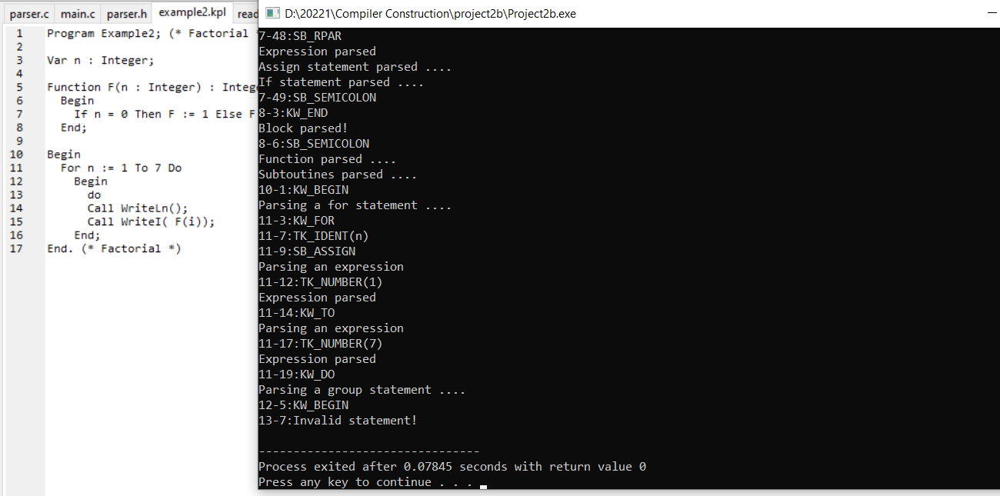 parser.c main.c parser.h example2.kpl
D:\20221\Compiler Construction\project2b\Project2b.exe
1 Program Example2; (* Factorial
2
3 Var n : Integer;
4
5 Function F(n : Integer) : Integ
6 Begin
7 If n = 0 Then F := 1 Else F
8 End;
9
10 Begin
11 For n := 1 To 7 Do
12 Begin
13 do
14 Call WriteLn();
15 Call WriteI( F(i));
16 End;
17 End. (* Factorial *)
7-48:SB_RPAR
Expression parsed
Assign statement parsed ....
If statement parsed ....
7-49:SB_SEMICOLON
8-3:KW_END
Block parsed!
8-6:SB_SEMICOLON
Function parsed ....
Subtoutines parsed ....
10-1:KW_BEGIN
Parsing a for statement ....
11-3:KW_FOR
11-7:TK_IDENT(n)
11-9:SB_ASSIGN
Parsing an expression
11-12:TK_NUMBER(1)
Expression parsed
11-14:KW_TO
Parsing an expression
11-17:TK_NUMBER(7)
Expression parsed
11-19:KW_DO
Parsing a group statement ....
12-5:KW_BEGIN
13-7:Invalid statement!
--------------------------------
Process exited after 0.07845 seconds with return value 0
Press any key to continue . . .